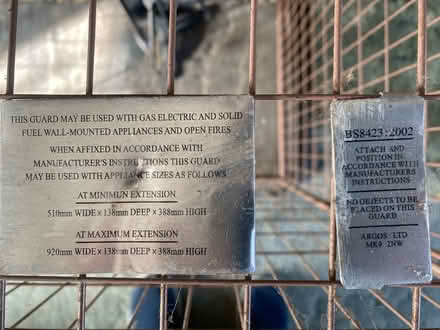 THIS GUARD MAY BE USED WITH GAS ELECTRIC AND SOLID
FUEL WALL-MOUNTED APPLIANCES AND OPEN FIRES
WHEN AFFIXED IN ACCORDANCE WITH
MANUFACTURER'S INSTRUCTIONS THIS GUARD
MAY BE USED WITH APPLIANCE SIZES AS FOLLOWS
AT MINIMUN EXTENSION
510mm WIDE × 138mm DEEP × 388mm HIGH
AT MAXIMUM EXTENSION
920mm WIDE × 138mm DEEP × 388mm HIGH
BS8423:2002
ATTACH AND
POSITION IN
ACCORDANCE WITH
MANUFACTURERS
INSTRUCTIONS
NO OBJECTS TO BE
PLACED ON THIS
GUARD
ARGOS LTD
MK9 2NW